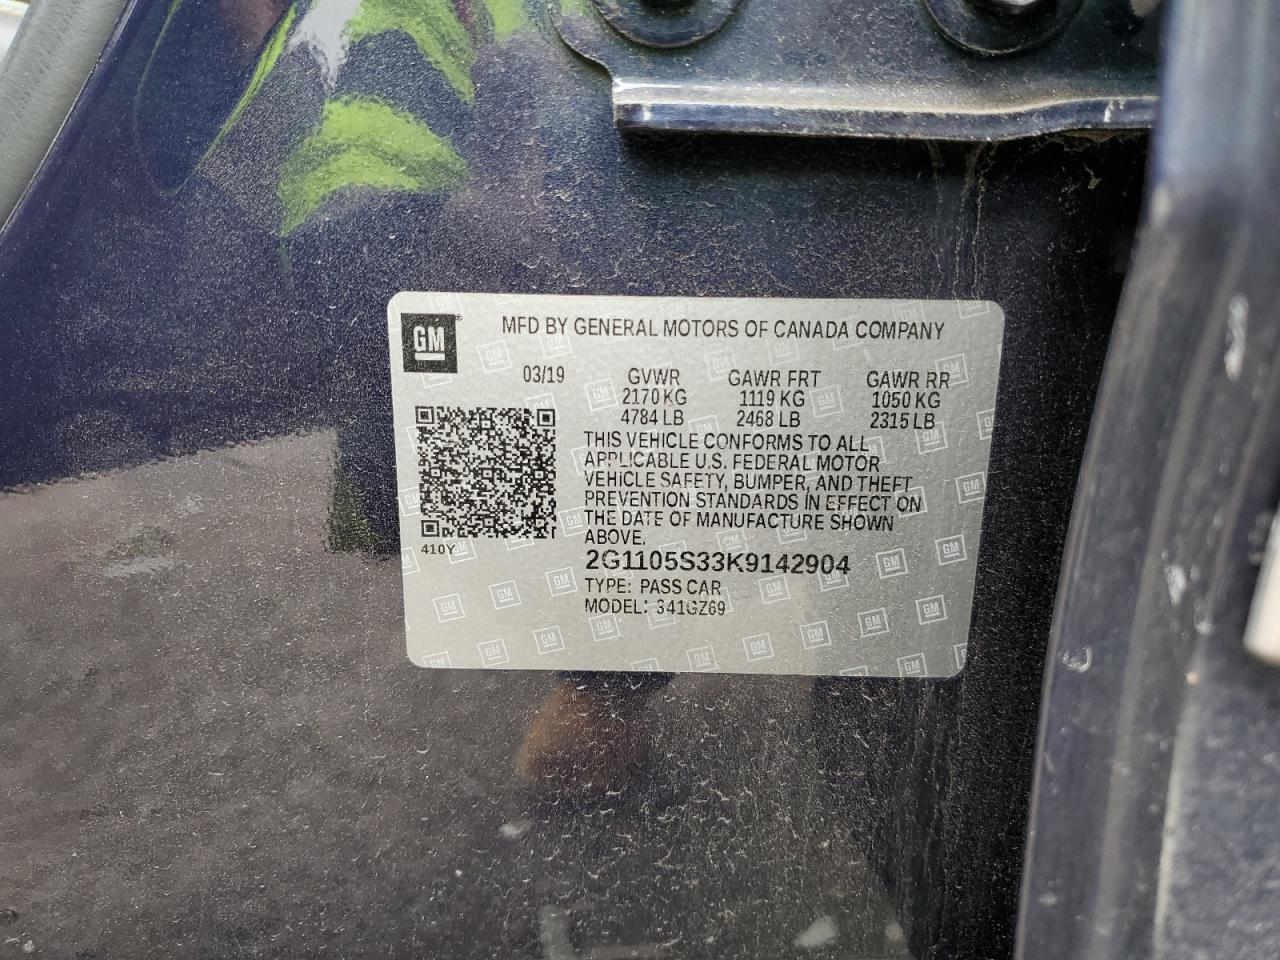 GM
MFD BY GENERAL MOTORS OF CANADA COMPANY
03/19 GVWR GAWR FRT GAWR RR
2170 KG 1119 KG 1050 KG
4784 LB 2468 LB 2315 LB
THIS VEHICLE CONFORMS TO ALL
APPLICABLE U.S. FEDERAL MOTOR
VEHICLE SAFETY, BUMPER, AND THEFT
PREVENTION STANDARDS IN EFFECT ON
THE DATE OF MANUFACTURE SHOWN
ABOVE.
410Y
2G1105S33K9142904
TYPE: PASS CAR
MODEL: 341GZ69